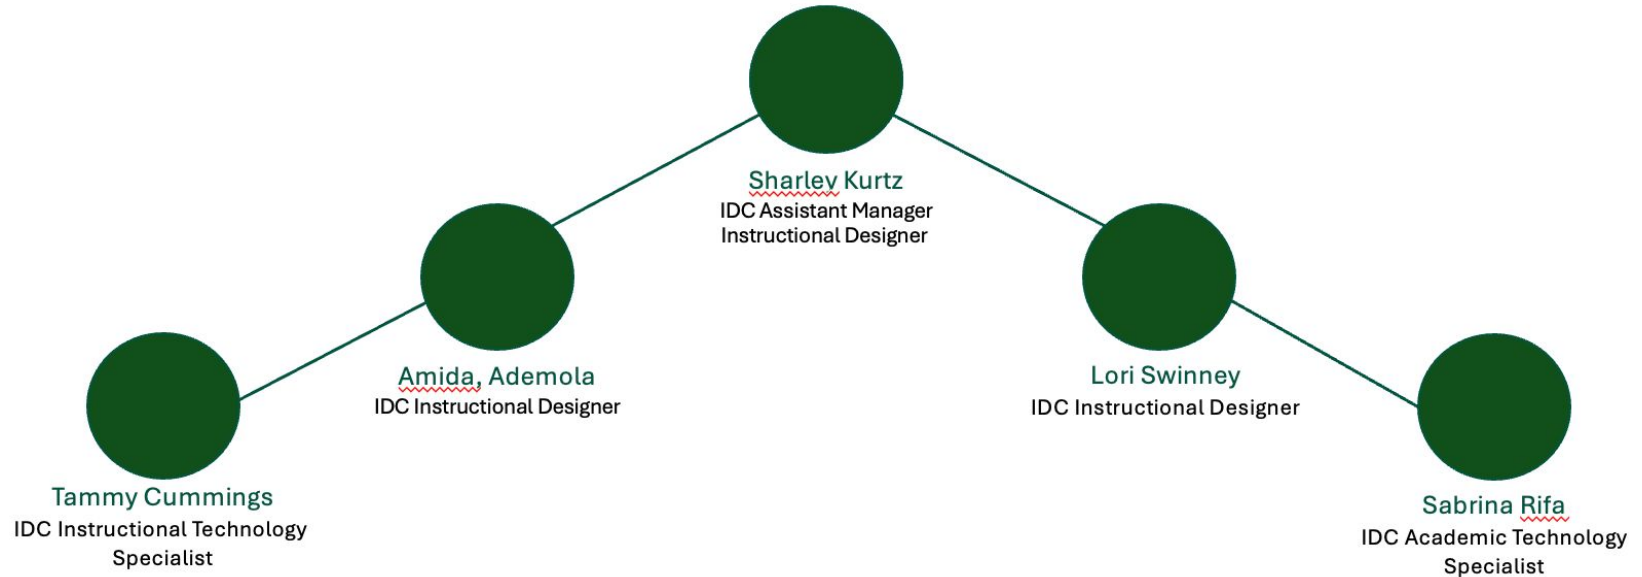 Sharley Kurtz
IDC Assistant Manager
Instructional Designer
Amida, Ademola
IDC Instructional Designer
Lori Swinney
IDC Instructional Designer
Tammy Cummings
IDC Instructional Technology
Specialist
Sabrina Rifa
IDC Academic Technology
Specialist